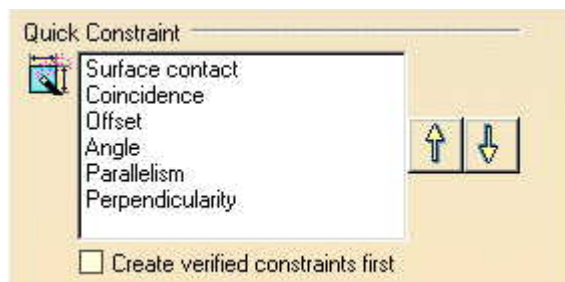 Quick Constraint
Surface contact
Coincidence
Offset
Angle
Parallelism
Perpendicularity
Create verified constraints first